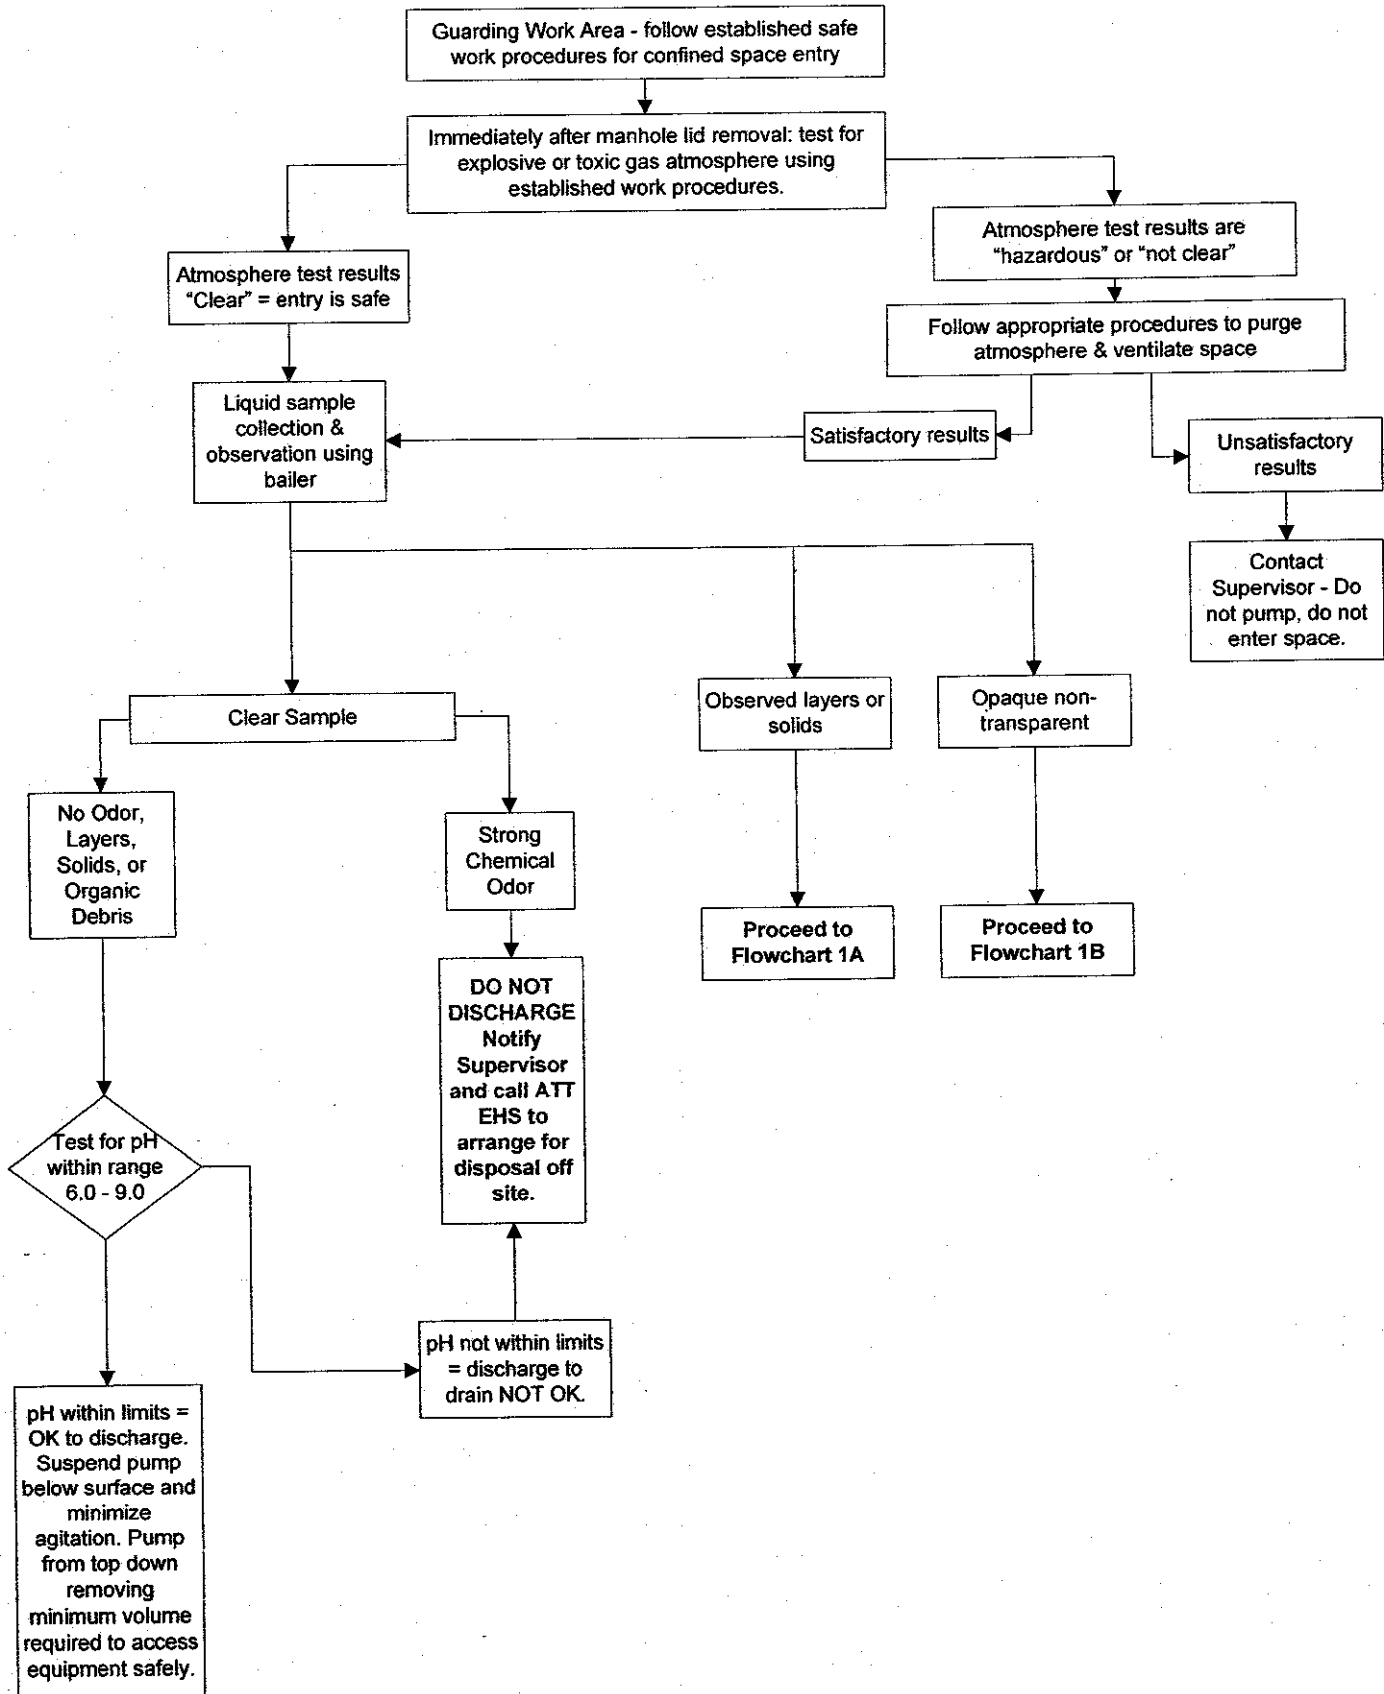 Guarding Work Area - follow established safe
work procedures for confined space entry
Immediately after manhole lid removal: test for
explosive or toxic gas atmosphere using
established work procedures.
Atmosphere test results are
“hazardous” or “not clear”
Atmosphere test results
“Clear” = entry is safe
Follow appropriate procedures to purge
atmosphere & ventilate space
Liquid sample
collection &
observation using
bailer
Satisfactory results
Unsatisfactory
results
Contact
Supervisor - Do
not pump, do not
enter space.
Clear Sample
Observed layers or
solids
Opaque non-
transparent
No Odor,
Layers,
Solids, or
Organic
Debris
Strong
Chemical
Odor
Proceed to
Flowchart 1A
Proceed to
Flowchart 1B
DO NOT
DISCHARGE
Notify
Supervisor
and call ATT
EHS to
arrange for
disposal off
site.
Test for pH
within range
6.0 - 9.0
pH not within limits
= discharge to
drain NOT OK.
pH within limits =
OK to discharge.
Suspend pump
below surface and
minimize
agitation. Pump
from top down
removing
minimum volume
required to access
equipment safely.